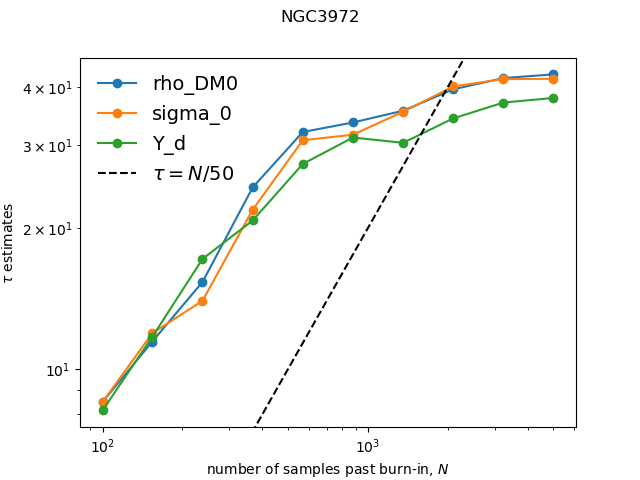 NGC3972
rho_DM0
sigma_0
Y_d
τ = N/50
4 × 10¹
3 × 10¹
2 × 10¹
10¹
τ estimates
10²
10³
number of samples past burn-in, N